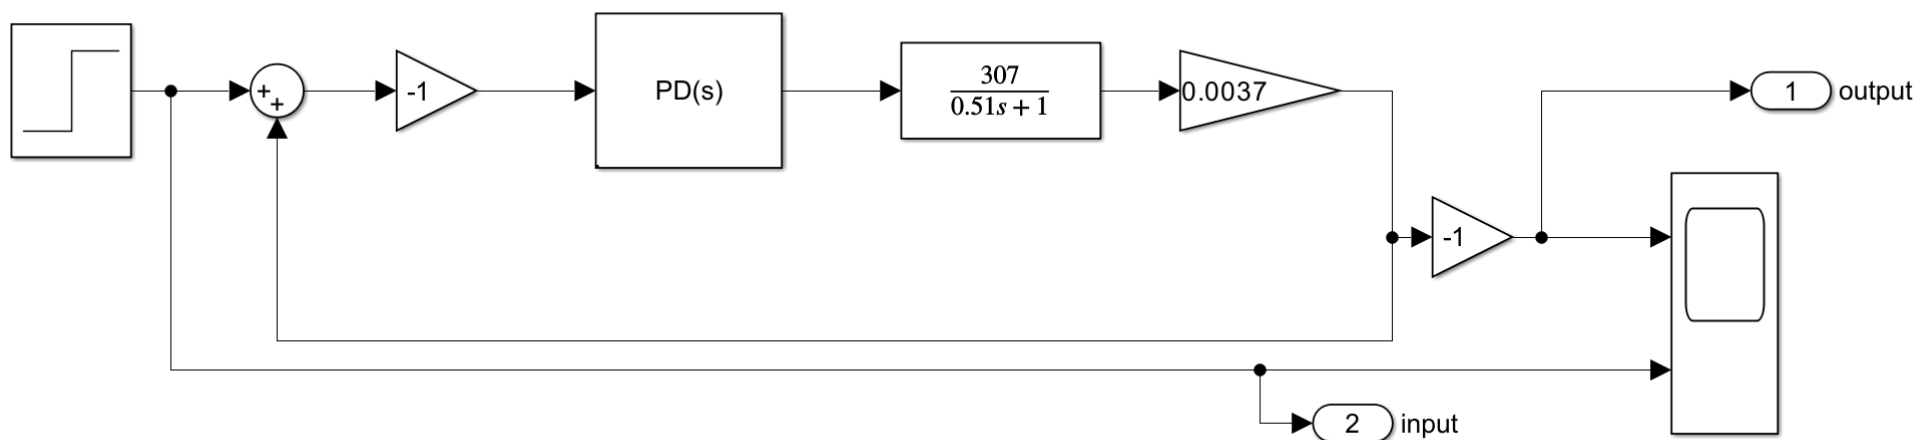 +
+
-1
PD(s)
307
0.51s + 1
0.0037
-1
1 output
2 input